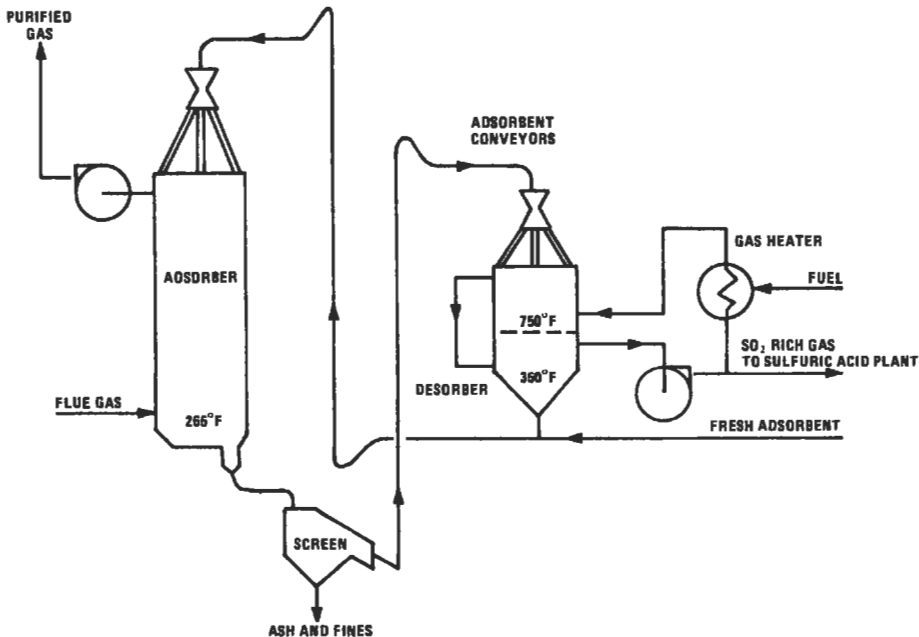 PURIFIED
GAS
ADSORBENT
CONVEYORS
GAS HEATER
FUEL
AOSDRBER
750°F
SO₂ RICH GAS
TO SULFURIC ACID PLANT
350°F
DESORBER
FLUE GAS
265°F
FRESH ADSORBENT
SCREEN
ASH AND FINES